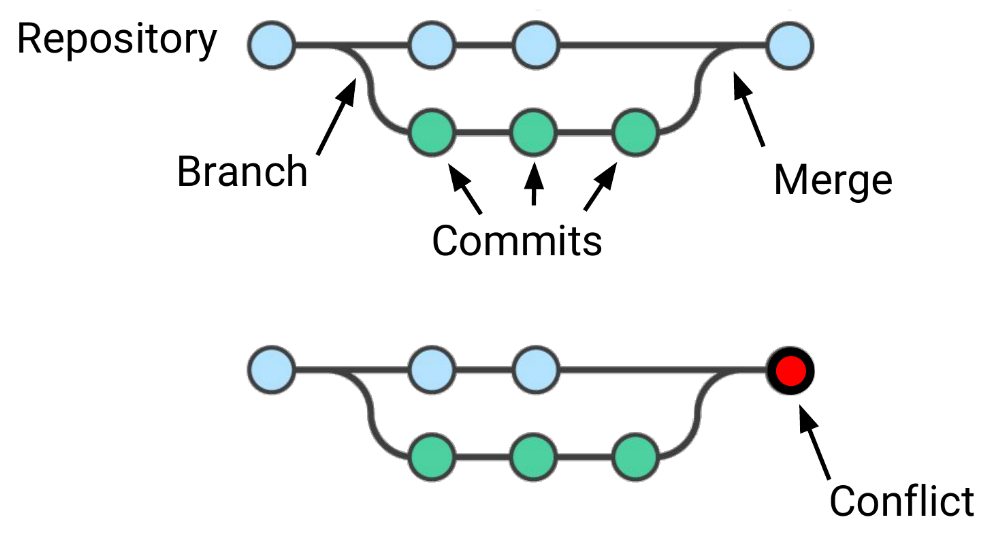 Repository
Branch
Merge
Commits
Conflict